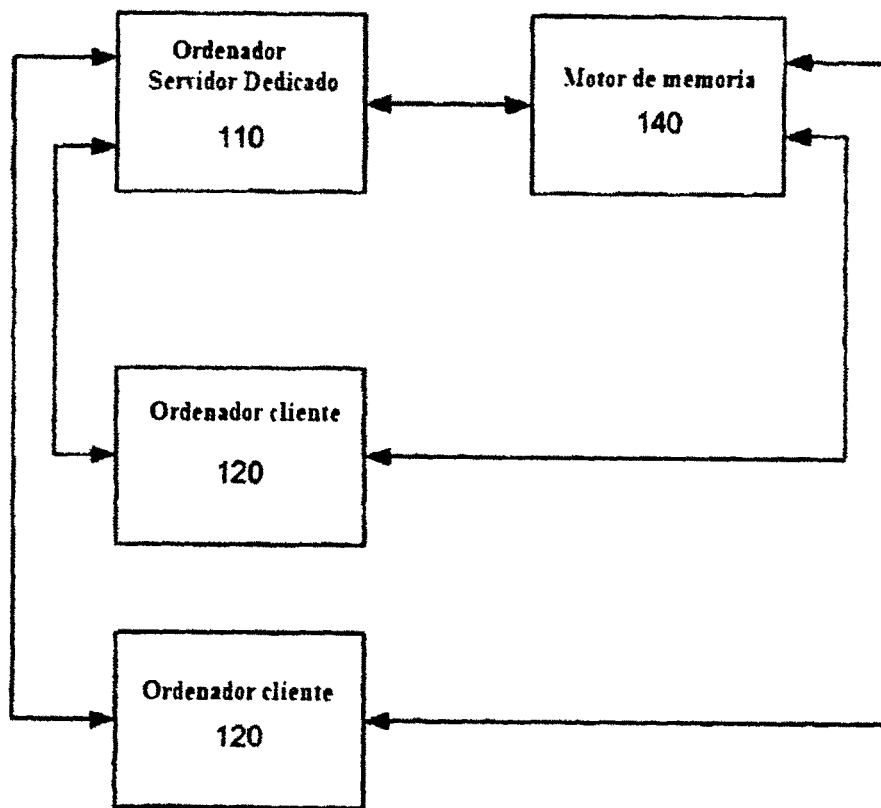 Ordenador
Servidor Dedicado
110
Motor de memoria
140
Ordenador cliente
120
Ordenador cliente
120